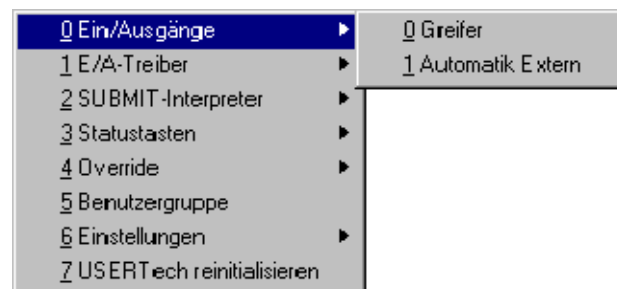 0 Ein/Ausgänge
0 Greifer
1 E/A-Treiber
1 Automatik Extern
2 SUBMIT-Interpreter
3 Statustasten
4 Override
5 Benutzergruppe
6 Einstellungen
7 USERTech reinitialisieren